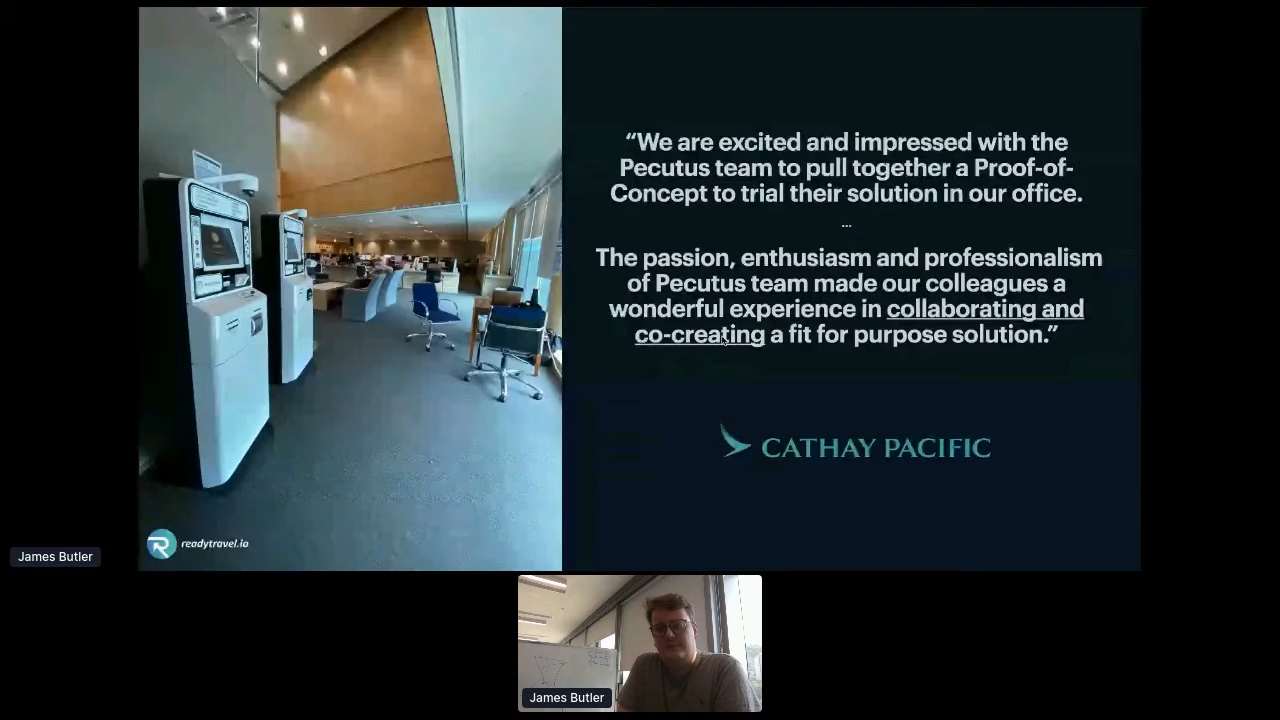 “We are excited and impressed with the
Pecutus team to pull together a Proof-of-
Concept to trial their solution in our office.
...
The passion, enthusiasm and professionalism
of Pecutus team made our colleagues a
wonderful experience in collaborating and
co-creating a fit for purpose solution.”
CATHAY PACIFIC
readytravel.io
James Butler
James Butler